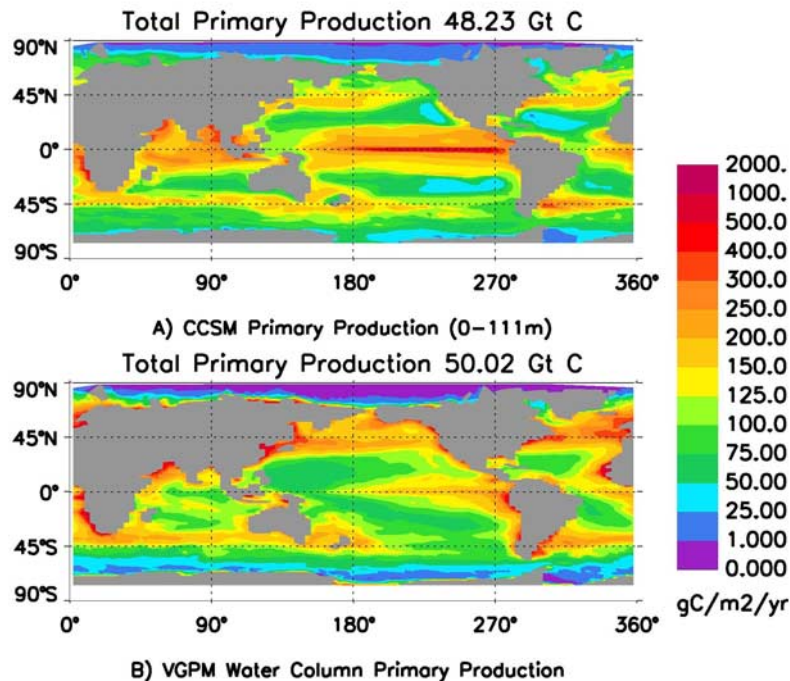 Total Primary Production 48.23 Gt C
90°N
45°N
0°
45°S
90°S
0° 90° 180° 270° 360°
A) CCSM Primary Production (0-111m)
Total Primary Production 50.02 Gt C
90°N
45°N
0°
45°S
90°S
0° 90° 180° 270° 360°
B) VGPM Water Column Primary Production
2000.
1000.
500.0
400.0
300.0
250.0
200.0
150.0
125.0
100.0
75.00
50.00
25.00
1.000
0.000
gC/m2/yr